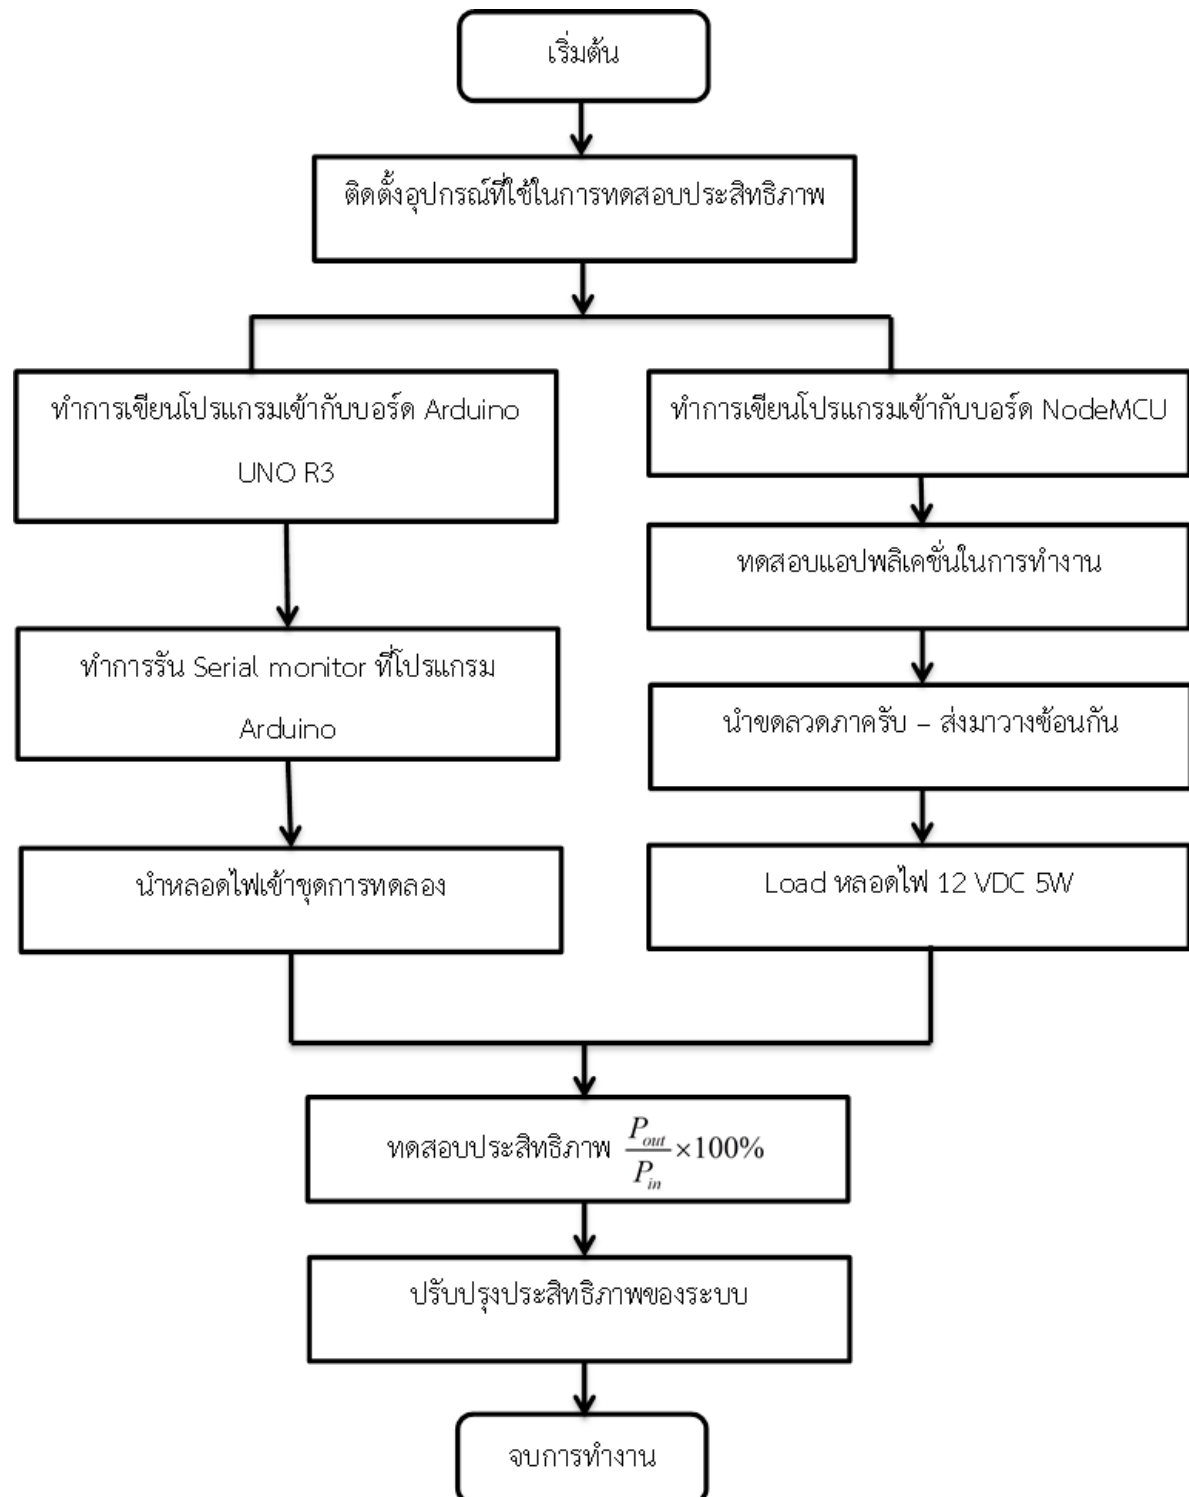 เริ่มต้น
ติดตั้งอุปกรณ์ที่ใช้ในการทดสอบประสิทธิภาพ
ทำการเขียนโปรแกรมเข้ากับบอร์ด Arduino
UNO R3
ทำการรัน Serial monitor ที่โปรแกรม
Arduino
นำหลอดไฟเข้าชุดการทดลอง
ทำการเขียนโปรแกรมเข้ากับบอร์ด NodeMCU
ทดสอบแอปพลิเคชั่นในการทำงาน
นำขดลวดภาครับ – ส่งมาวางซ้อนกัน
Load หลอดไฟ 12 VDC 5W
ทดสอบประสิทธิภาพ $\frac{P_{out}}{P_{in}} \times 100\%$
ปรับปรุงประสิทธิภาพของระบบ
จบการทำงาน